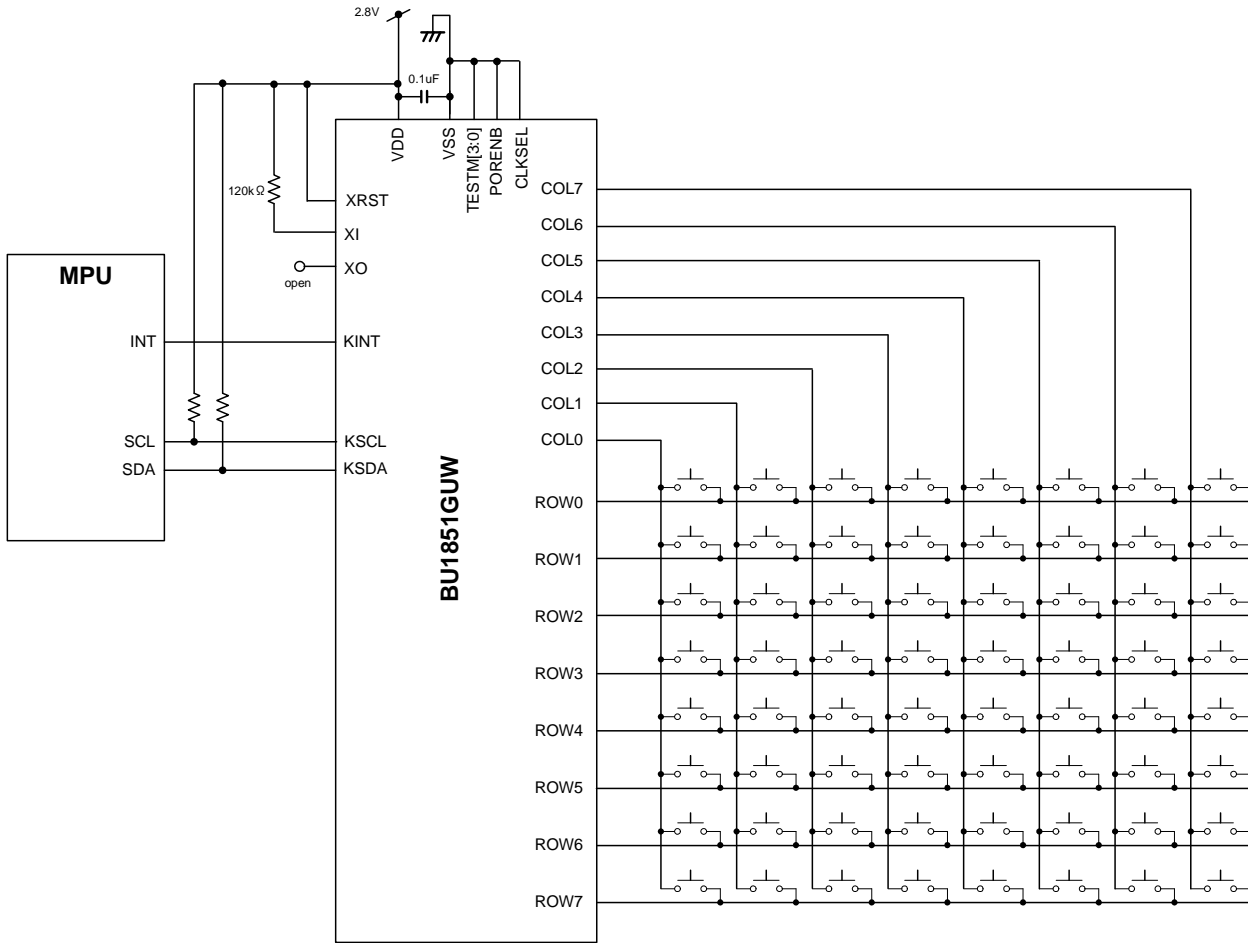 2.8V
0.1uF
VDD
VSS
TESTM[3:0]
PORENB
CLKSEL
120kΩ
XRST
XI
XO
open
MPU
INT
KINT
SCL
KSCL
SDA
KSDA
BU1851GUW
COL7
COL6
COL5
COL4
COL3
COL2
COL1
COL0
ROW0
ROW1
ROW2
ROW3
ROW4
ROW5
ROW6
ROW7